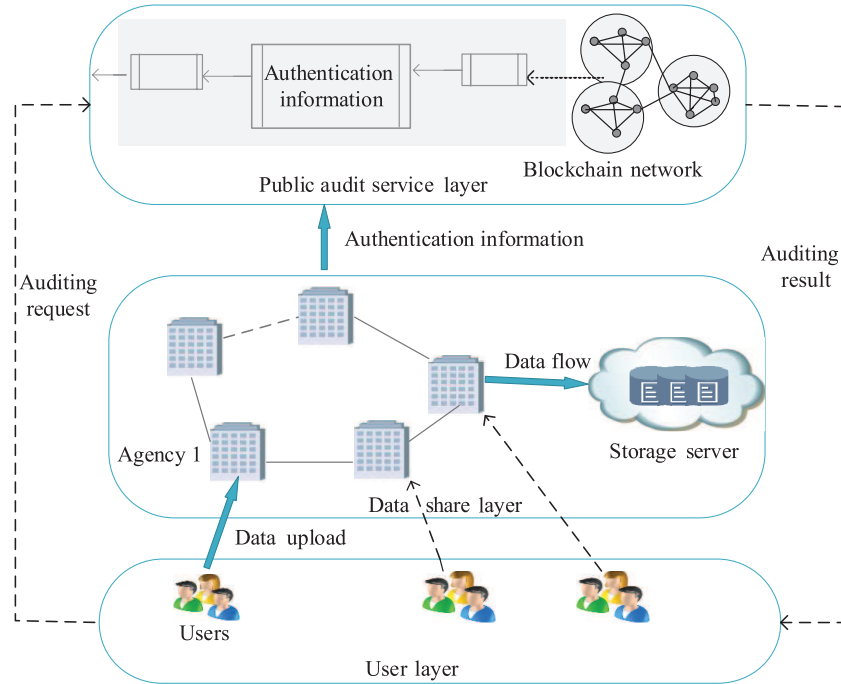 Authentication
information
Blockchain network
Public audit service layer
Authentication information
Auditing
request
Auditing
result
Data flow
Agency 1
Storage server
Data share layer
Data upload
Users
User layer